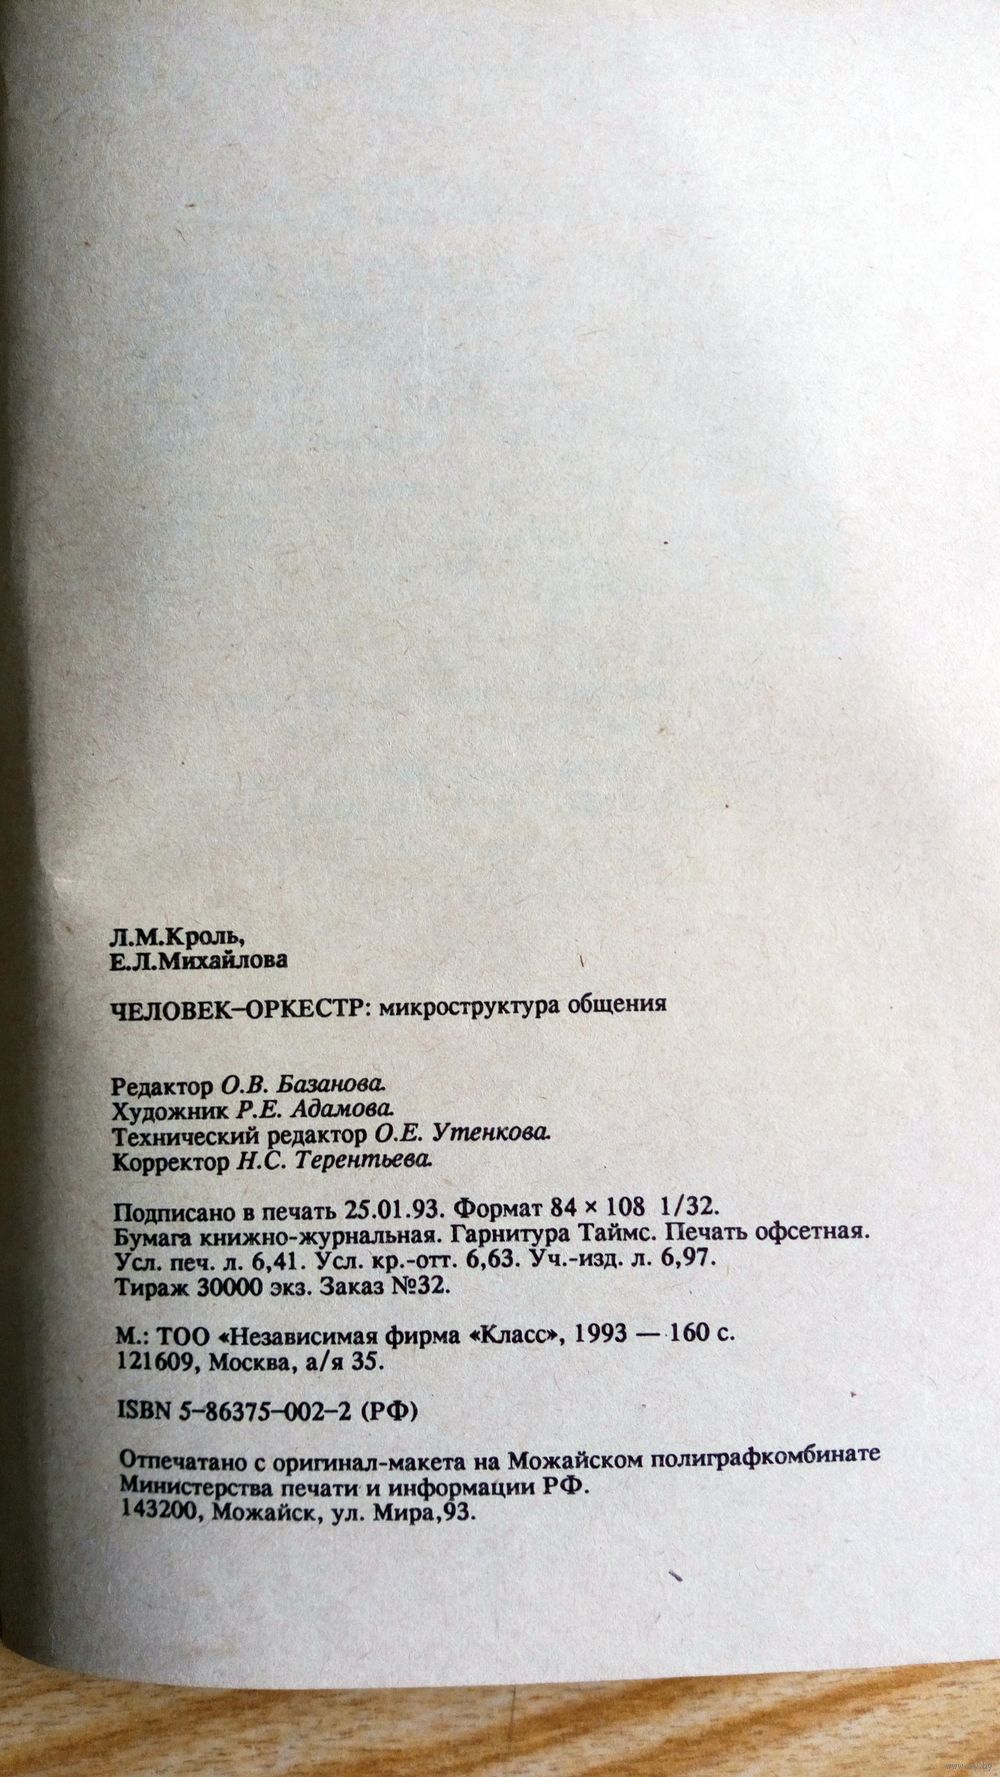 Л.М.Кроль,
Е.Л.Михайлова
ЧЕЛОВЕК–ОРКЕСТР: микроструктура общения
Редактор О.В. Базанова.
Художник Р.Е. Адамова.
Технический редактор О.Е. Утенкова.
Корректор Н.С. Терентьева.
Подписано в печать 25.01.93. Формат 84 × 108 1/32.
Бумага книжно-журнальная. Гарнитура Таймс. Печать офсетная.
Усл. печ. л. 6,41. Усл. кр.-отт. 6,63. Уч.-изд. л. 6,97.
Тираж 30000 экз. Заказ №32.
М.: ТОО «Независимая фирма «Класс», 1993 — 160 с.
121609, Москва, а/я 35.
ISBN 5–86375–002–2 (РФ)
Отпечатано с оригинал-макета на Можайском полиграфкомбинате
Министерства печати и информации РФ.
143200, Можайск, ул. Мира,93.